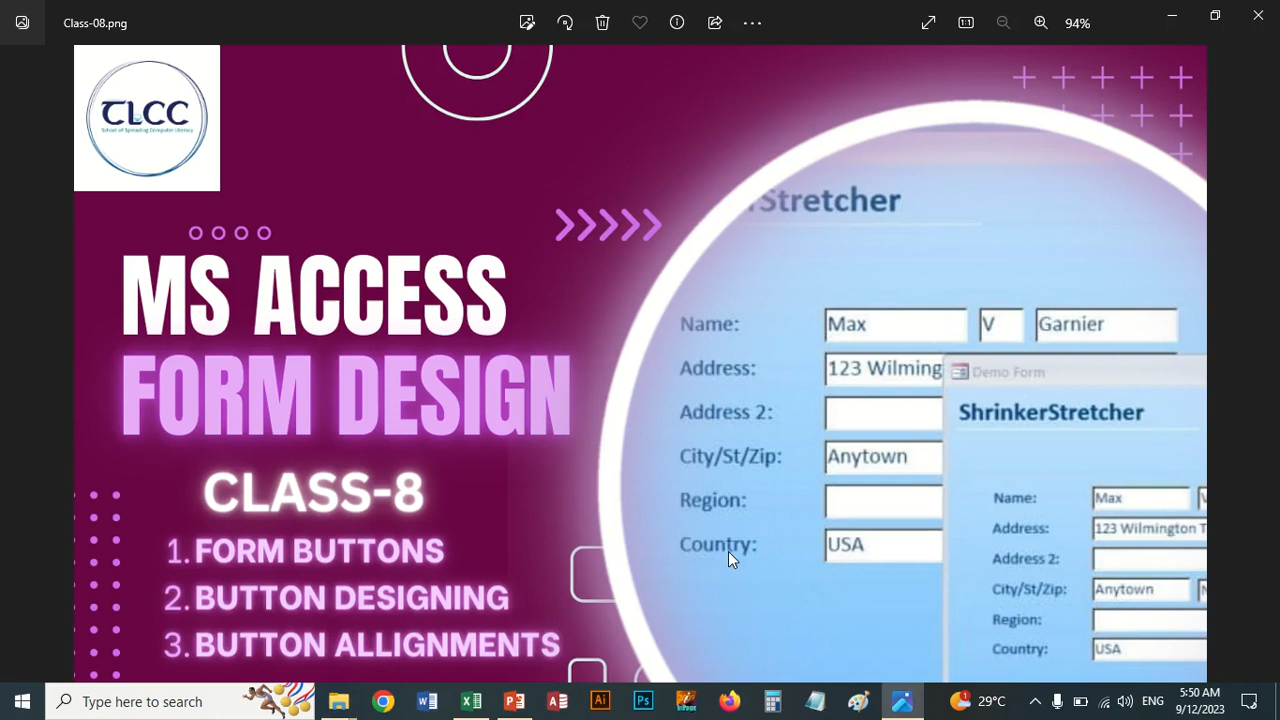 Class-08.png
94%
TLCC
School of Spreading Computer Literacy
MS ACCESS
FORM DESIGN
CLASS-8
1. FORM BUTTONS
2. BUTTON DESIGNING
3. BUTTON ALLIGNMENTS
rStretcher
Name: Max V Garnier
Address: 123 Wilming
Address 2:
City/St/Zip: Anytown
Region:
Country: USA
Demo Form
ShrinkerStretcher
Name: Max
Address: 123 Wilmington T
Address 2:
City/St/Zip: Anytown
Region:
Country: USA
Type here to search
Ai
Ps
29°C
ENG
5:50 AM
9/12/2023